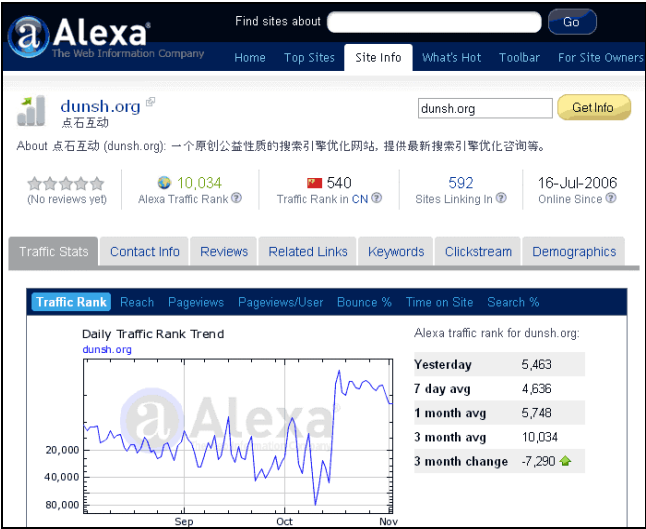 Alexa
The Web Information Company
Find sites about
Go
Home Top Sites Site Info What's Hot Toolbar For Site Owners
dunsh.org
点石互动
dunsh.org Get Info
About 点石互动 (dunsh.org): 一个原创公益性质的搜索引擎优化网站, 提供最新搜索引擎优化咨询等。
(No reviews yet)
10,034
Alexa Traffic Rank ?
540
Traffic Rank in CN ?
592
Sites Linking In ?
16-Jul-2006
Online Since ?
Traffic Stats Contact Info Reviews Related Links Keywords Clickstream Demographics
Traffic Rank Reach Pageviews Pageviews/User Bounce % Time on Site Search %
Daily Traffic Rank Trend
dunsh.org
a Alexa
20,000
40,000
80,000
Sep Oct Nov
Alexa traffic rank for dunsh.org:
Yesterday 5,463
7 day avg 4,636
1 month avg 5,748
3 month avg 10,034
3 month change -7,290